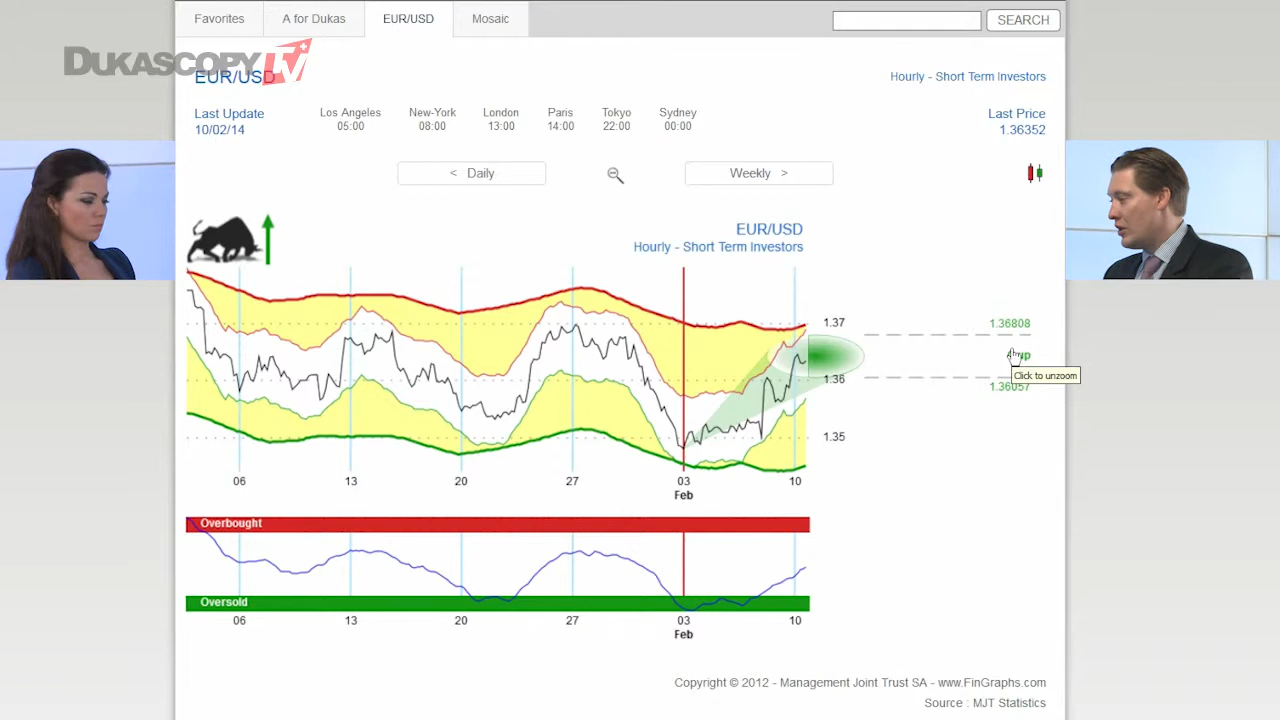 Favorites
A for Dukas
EUR/USD
Mosaic
SEARCH
DUKASCOPY TV
EUR/USD
Hourly - Short Term Investors
Last Update
10/02/14
Los Angeles
05:00
New-York
08:00
London
13:00
Paris
14:00
Tokyo
22:00
Sydney
00:00
Last Price
1.36352
< Daily
Weekly >
EUR/USD
Hourly - Short Term Investors
1.37
1.36
1.35
1.36808
Click to unzoom
1.36057
06
13
20
27
03
10
Feb
Overbought
Oversold
06
13
20
27
03
10
Feb
Copyright © 2012 - Management Joint Trust SA - www.FinGraphs.com
Source : MJT Statistics